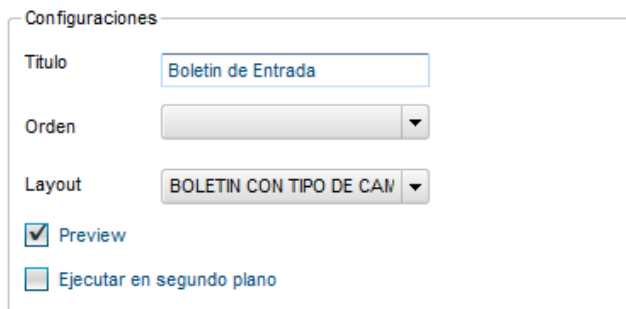 Configuraciones
Titulo
Boletin de Entrada
Orden
Layout
BOLETIN CON TIPO DE CAM
Preview
Ejecutar en segundo plano